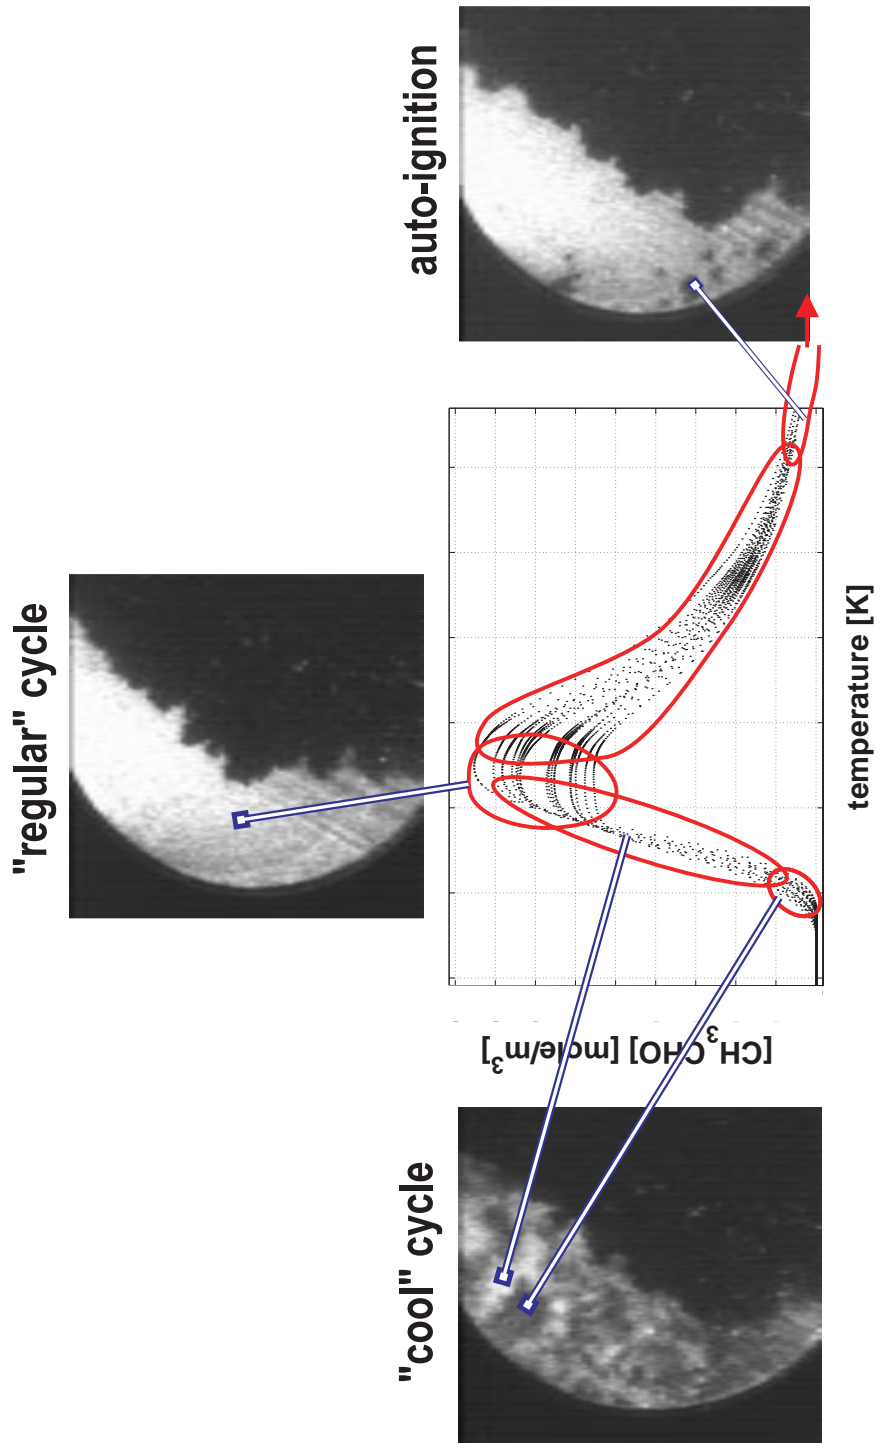 "regular" cycle
auto-ignition
"cool" cycle
[CH3CHO] [mole/m3]
temperature [K]